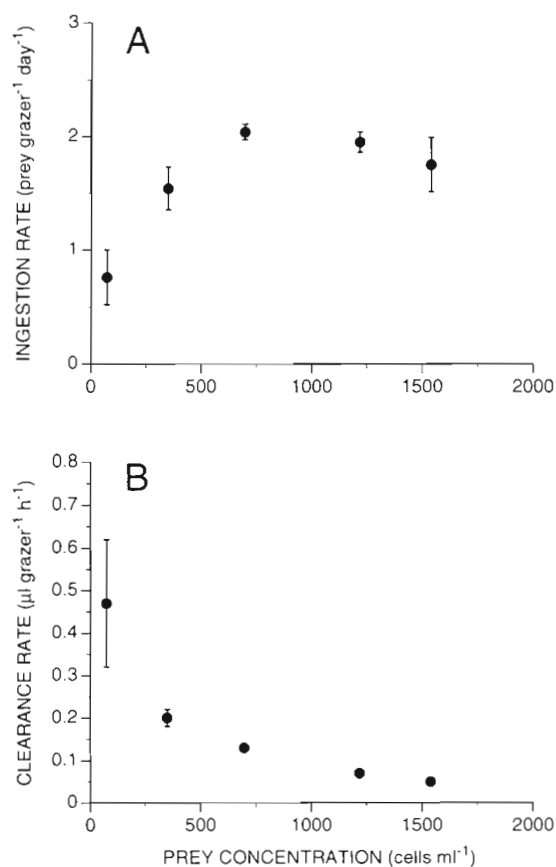 A
3
2
1
0
INGESTION RATE (prey grazer⁻¹ day⁻¹)
0 500 1000 1500 2000
B
0.8
0.7
0.6
0.5
0.4
0.3
0.2
0.1
0
CLEARANCE RATE (µl grazer⁻¹ h⁻¹)
0 500 1000 1500 2000
PREY CONCENTRATION (cells ml⁻¹)